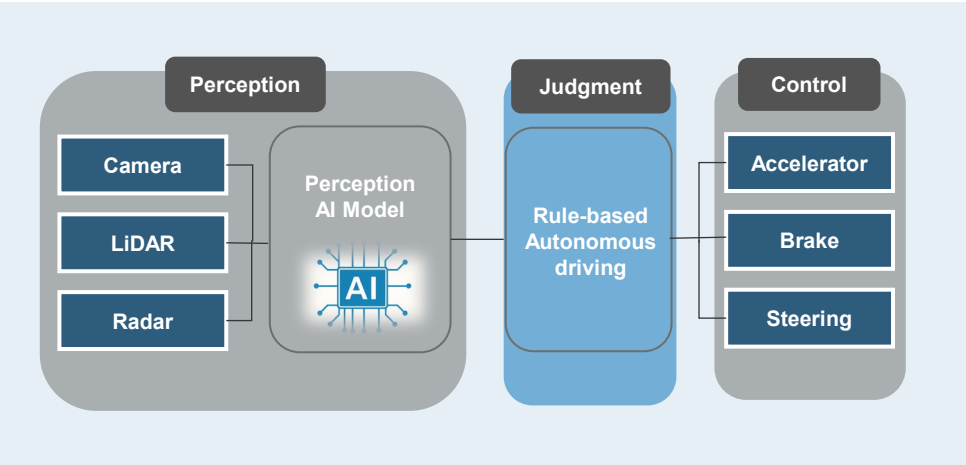 Perception
Camera
LiDAR
Radar
Perception
AI Model
AI
Judgment
Rule-based
Autonomous
driving
Control
Accelerator
Brake
Steering